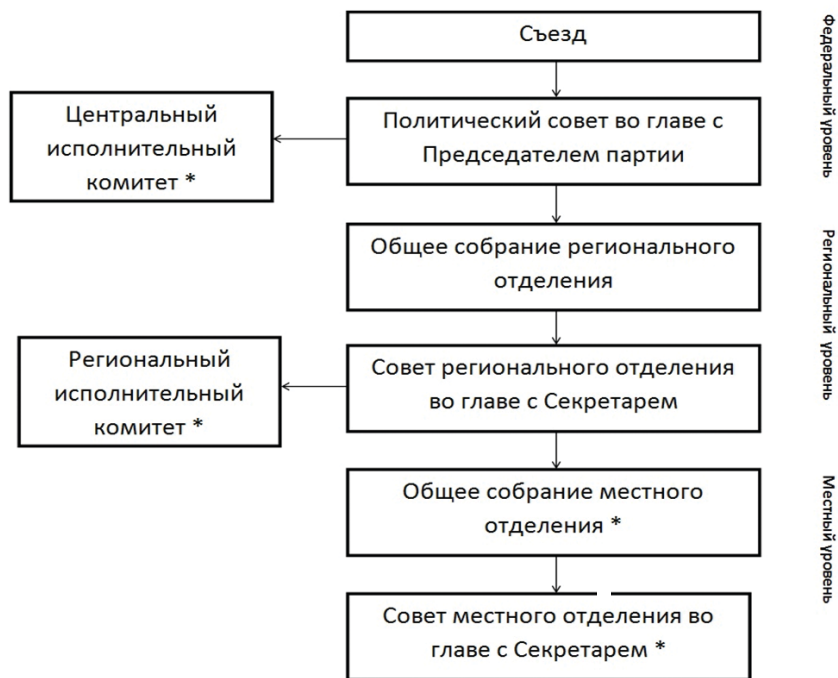 Съезд
Политический совет во главе с
Председателем партии
Центральный
исполнительный
комитет *
Общее собрание регионального
отделения
Совет регионального отделения
во главе с Секретарем
Региональный
исполнительный
комитет *
Общее собрание местного
отделения *
Совет местного отделения во
главе с Секретарем *
Федеральный уровень
Региональный уровень
Местный уровень